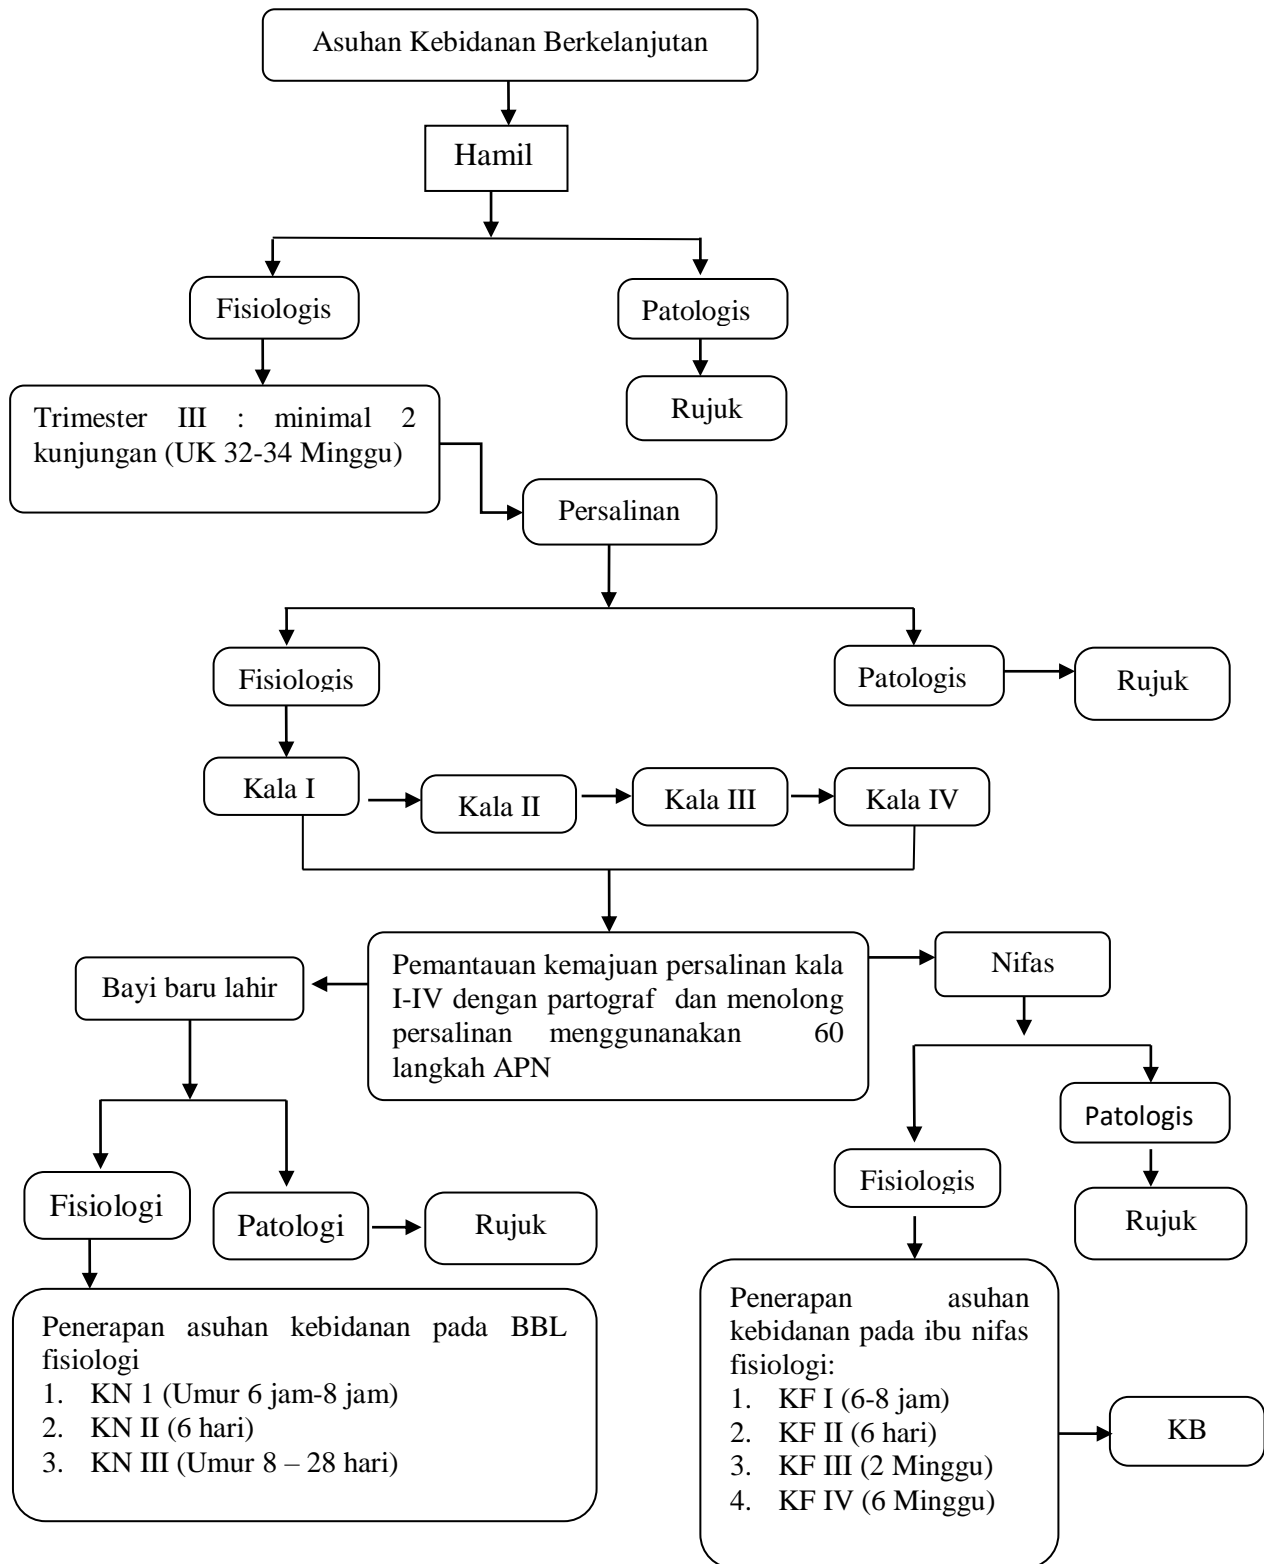 Asuhan Kebidanan Berkelanjutan
Hamil
Fisiologis
Patologis
Trimester III : minimal 2
kunjungan (UK 32-34 Minggu)
Rujuk
Persalinan
Fisiologis
Patologis
Rujuk
Kala I
Kala II
Kala III
Kala IV
Bayi baru lahir
Pemantauan kemajuan persalinan kala
I-IV dengan partograf dan menolong
persalinan menggunanakan 60
langkah APN
Nifas
Patologis
Fisiologis
Rujuk
Fisiologi
Patologi
Rujuk
Penerapan asuhan kebidanan pada BBL
fisiologi
1. KN 1 (Umur 6 jam-8 jam)
2. KN II (6 hari)
3. KN III (Umur 8 – 28 hari)
Penerapan asuhan
kebidanan pada ibu nifas
fisiologi:
1. KF I (6-8 jam)
2. KF II (6 hari)
3. KF III (2 Minggu)
4. KF IV (6 Minggu)
KB